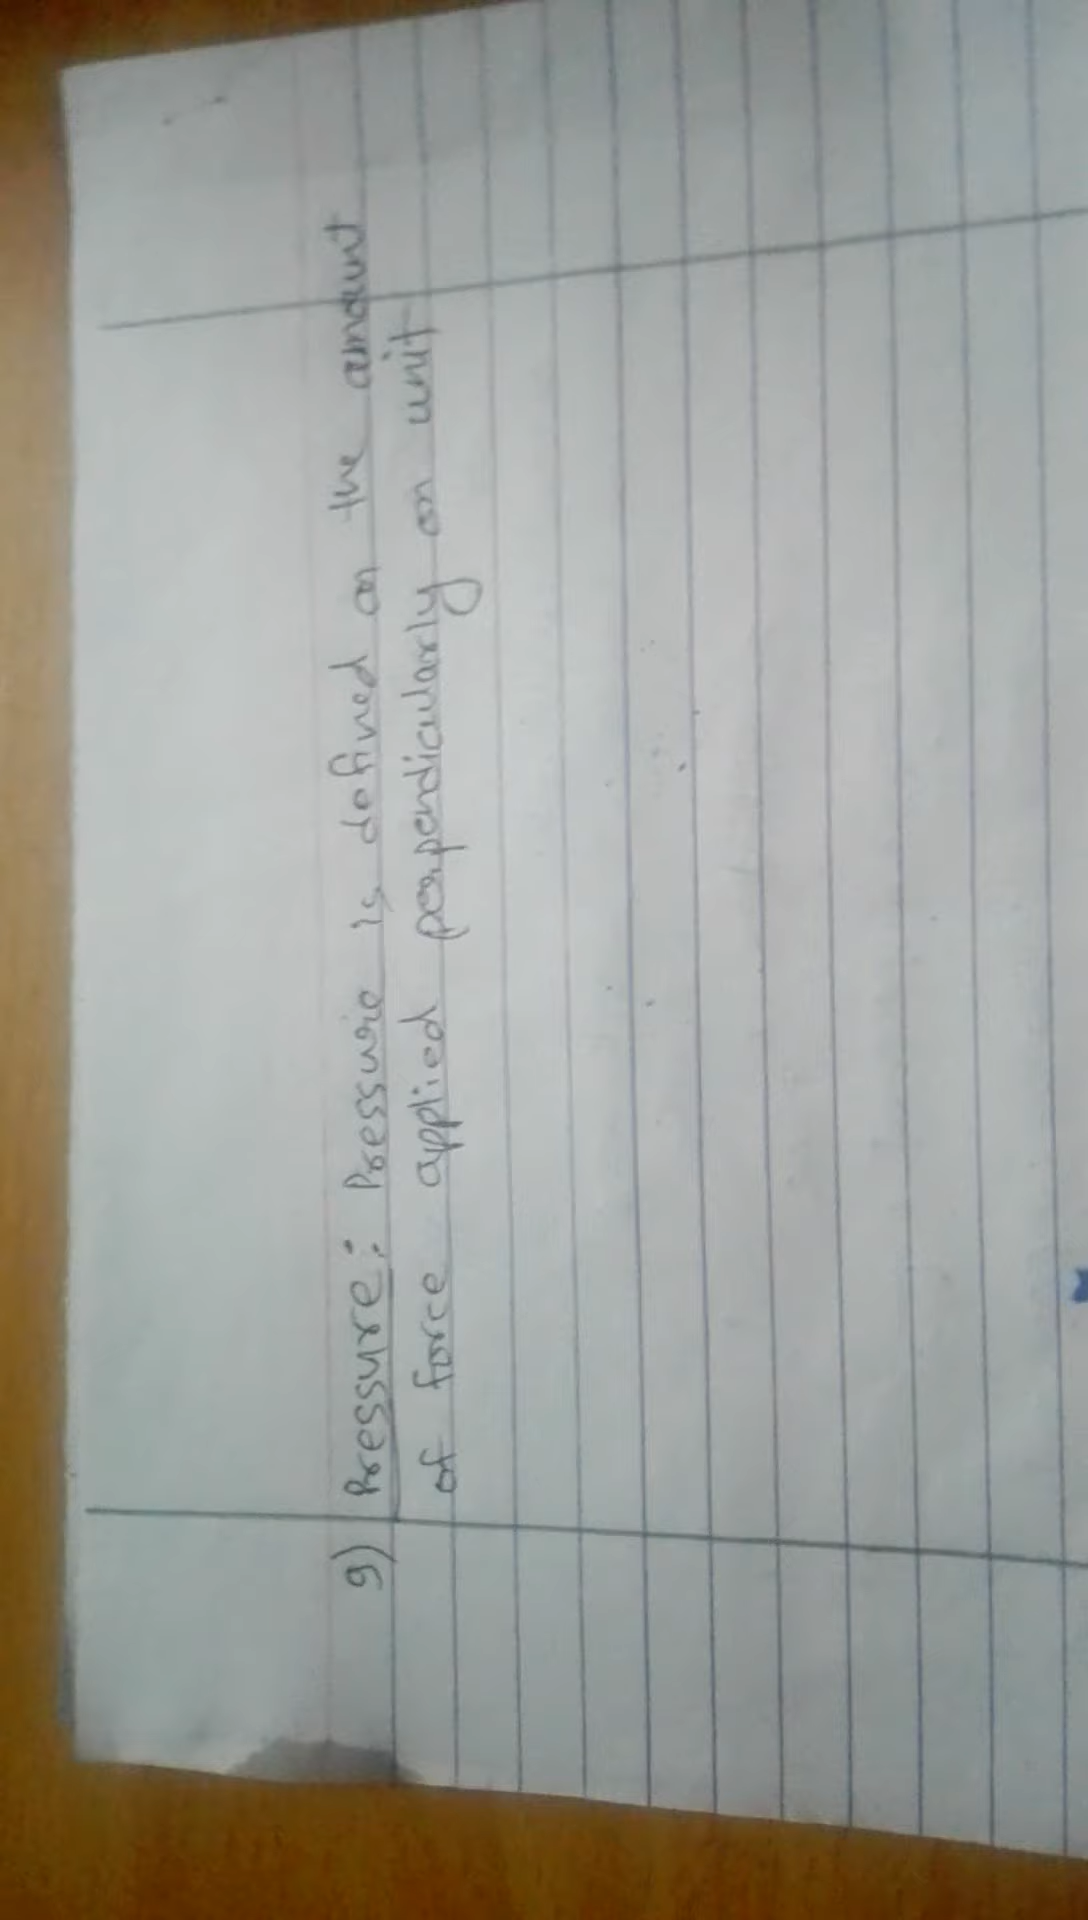 9) Pressure: Pressure is defined as the amount
of force applied perpendicularly on unit